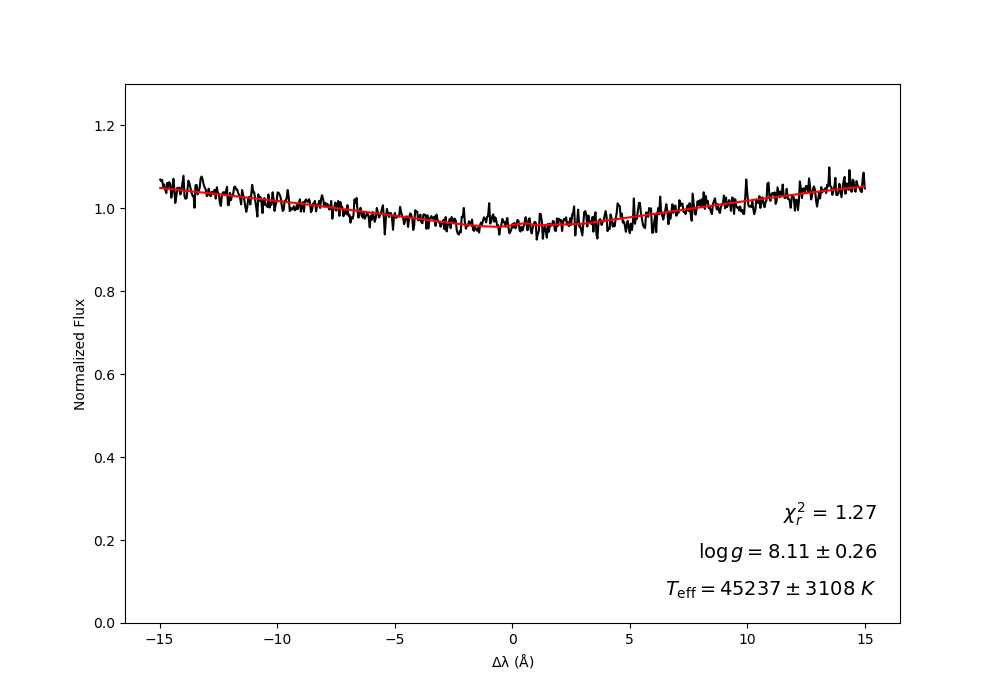 1.2
1.0
0.8
0.6
0.4
0.2
0.0
Normalized Flux
χ²ᵣ = 1.27
log g = 8.11 ± 0.26
T_eff = 45237 ± 3108 K
−15 −10 −5 0 5 10 15
Δλ (Å)